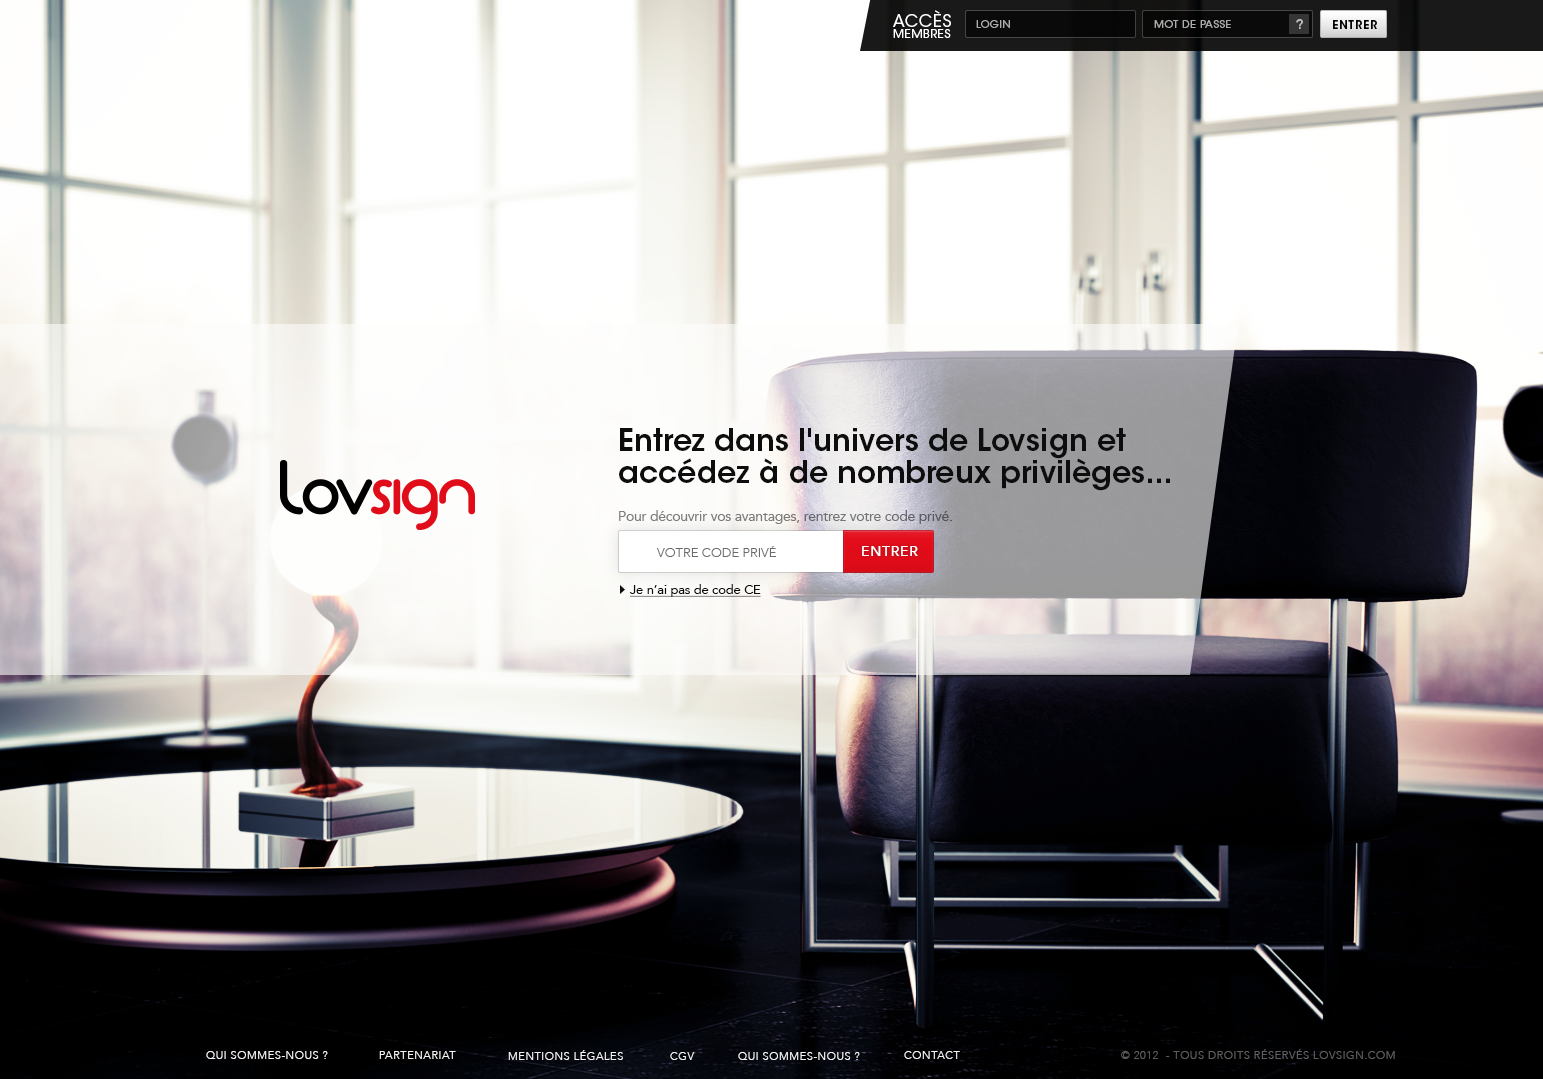 ACCÈS
MEMBRES
LOGIN
MOT DE PASSE
?
ENTRER
Entrez dans l'univers de Lovsign et
accédez à de nombreux privilèges...
Lovsign
Pour découvrir vos avantages, rentrez votre code privé.
VOTRE CODE PRIVÉ
ENTRER
Je n’ai pas de code CE
QUI SOMMES-NOUS ?
PARTENARIAT
MENTIONS LÉGALES
CGV
QUI SOMMES-NOUS ?
CONTACT
© 2012 - TOUS DROITS RÉSERVÉS LOVSIGN.COM